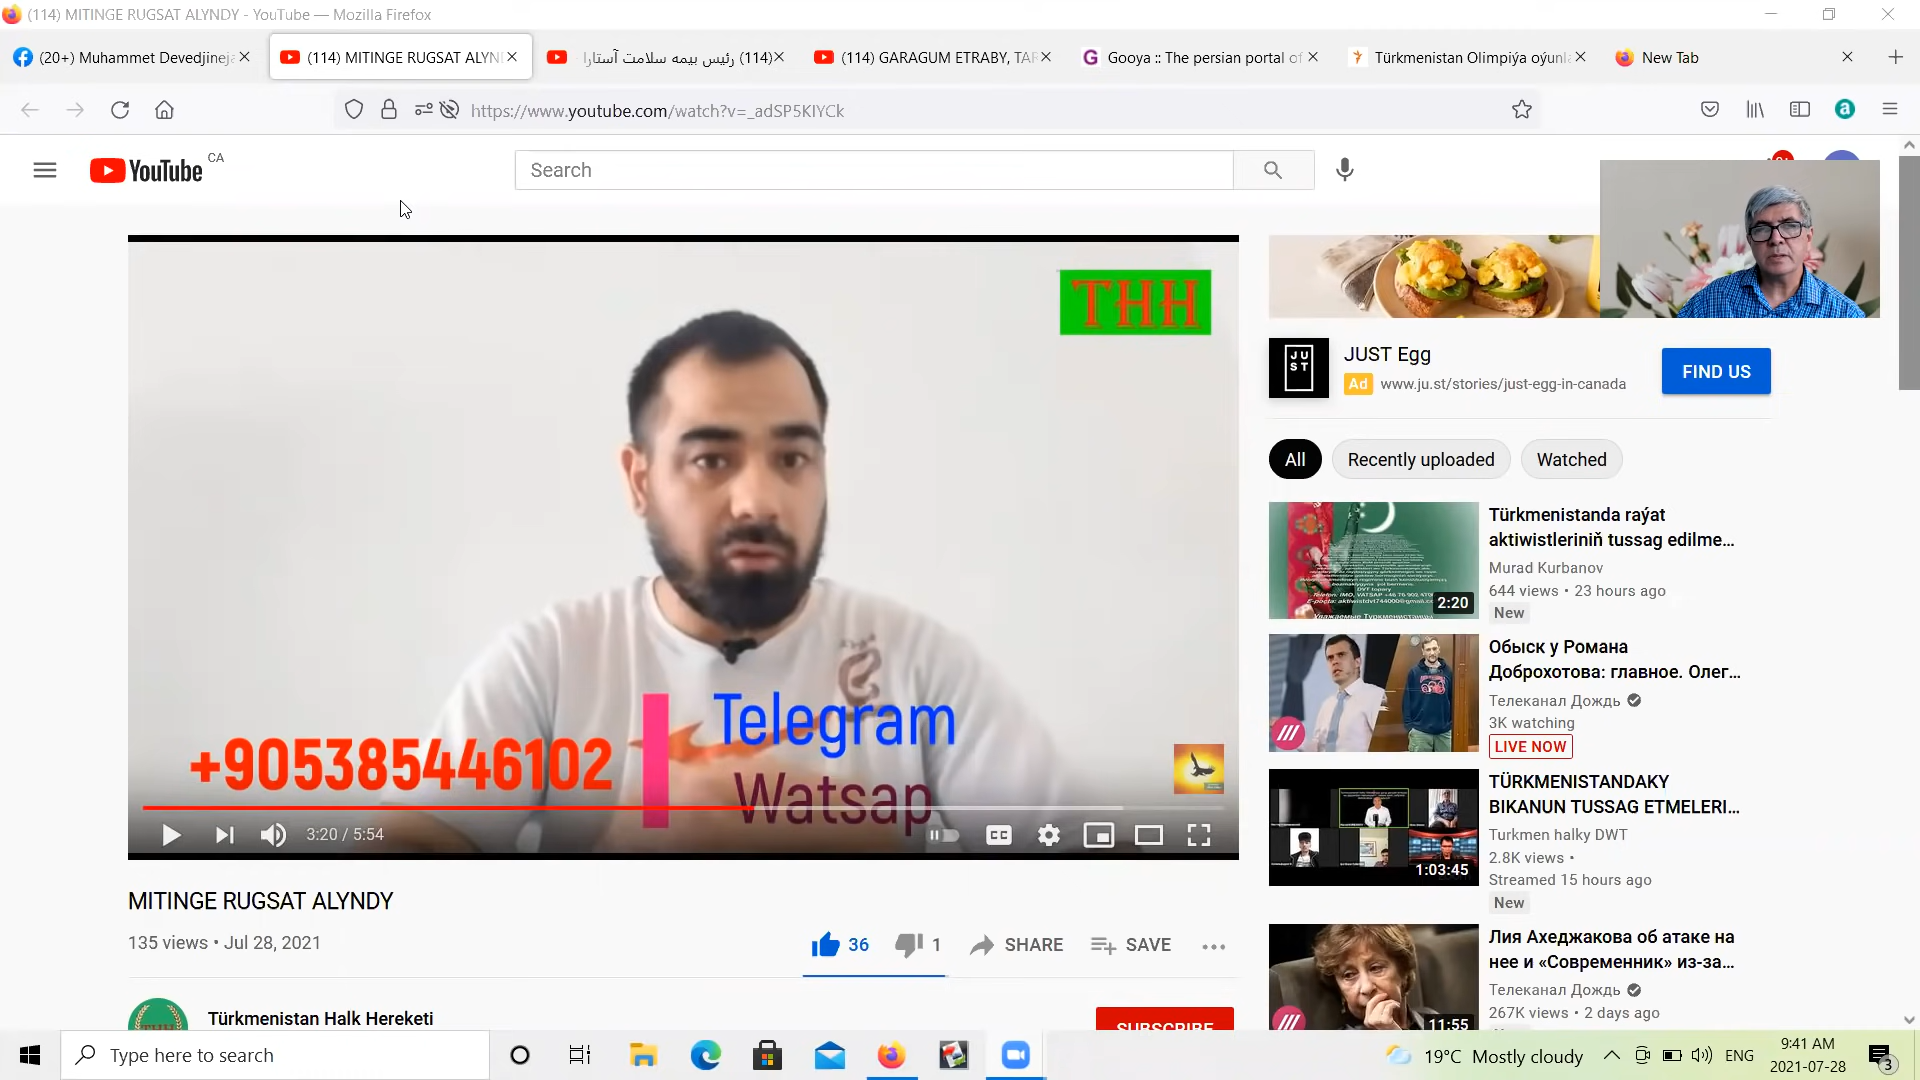 (114) MITINGE RUGSAT ALYNDY - YouTube — Mozilla Firefox
(20+) Muhammet Devedjineja
(114) MITINGE RUGSAT ALYN
(114) رئیس بیمه سلامت آستارا
(114) GARAGUM ETRABY, TAR
Gooya :: The persian portal of
Türkmenistan Olimpiýa oýunla
New Tab
https://www.youtube.com/watch?v=_adSP5KIYCk
YouTube CA
Search
THH
+905385446102
Telegram
Watsap
3:20 / 5:54
CC
MITINGE RUGSAT ALYNDY
135 views • Jul 28, 2021
36
1
SHARE
SAVE
Türkmenistan Halk Hereketi
SUBSCRIBE
JUST
JUST Egg
Ad www.ju.st/stories/just-egg-in-canada
FIND US
All
Recently uploaded
Watched
2:20
Türkmenistanda raýat
aktiwistleriniň tussag edilme...
Murad Kurbanov
644 views • 23 hours ago
New
Обыск у Романа
Доброхотова: главное. Олег...
Телеканал Дождь
3K watching
LIVE NOW
1:03:45
TÜRKMENISTANDAKY
BIKANUN TUSSAG ETMELERI...
Turkmen halky DWT
2.8K views •
Streamed 15 hours ago
New
11:55
Лия Ахеджакова об атаке на
нее и «Современник» из-за...
Телеканал Дождь
267K views • 2 days ago
Type here to search
19°C Mostly cloudy
ENG
9:41 AM
2021-07-28
3